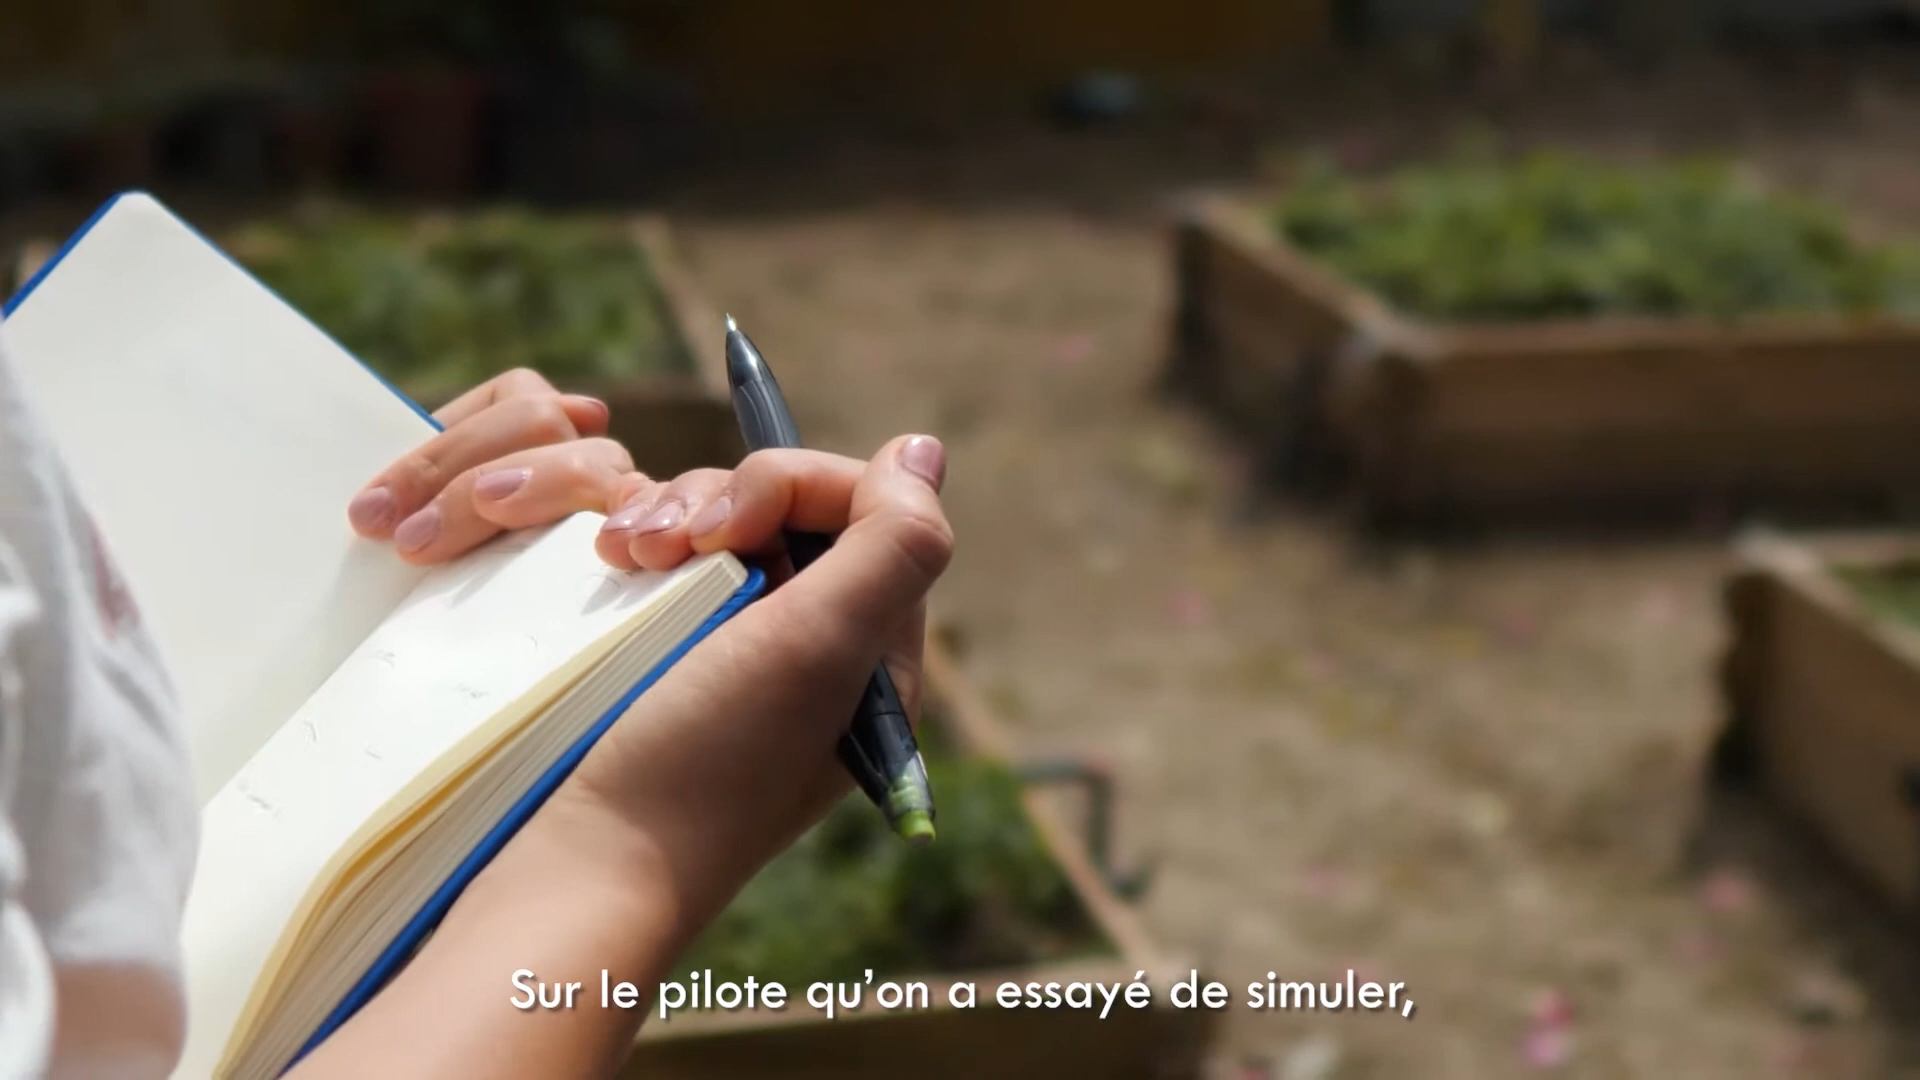 Sur le pilote qu’on a essayé de simuler,